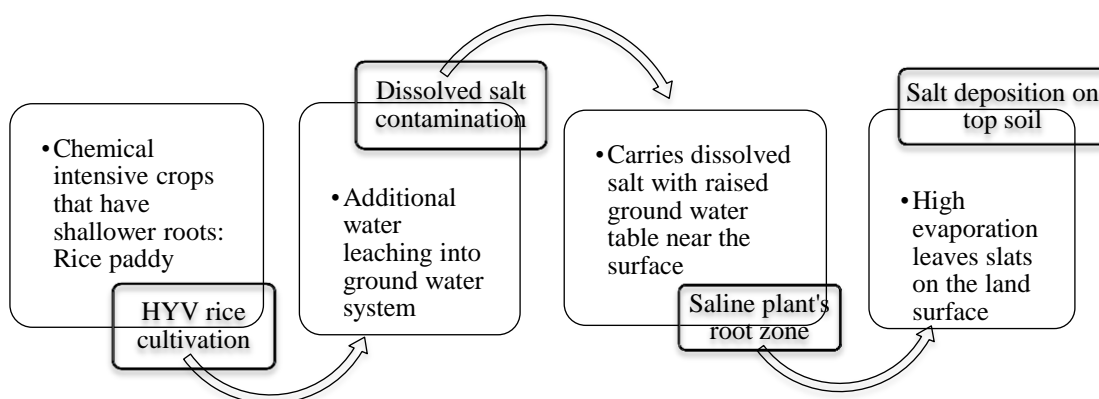 •Chemical
intensive crops
that have
shallower roots:
Rice paddy
HYV rice
cultivation
Dissolved salt
contamination
•Additional
water
leaching into
ground water
system
•Carries dissolved
salt with raised
ground water
table near the
surface
Saline plant's
root zone
Salt deposition on
top soil
•High
evaporation
leaves slats
on the land
surface